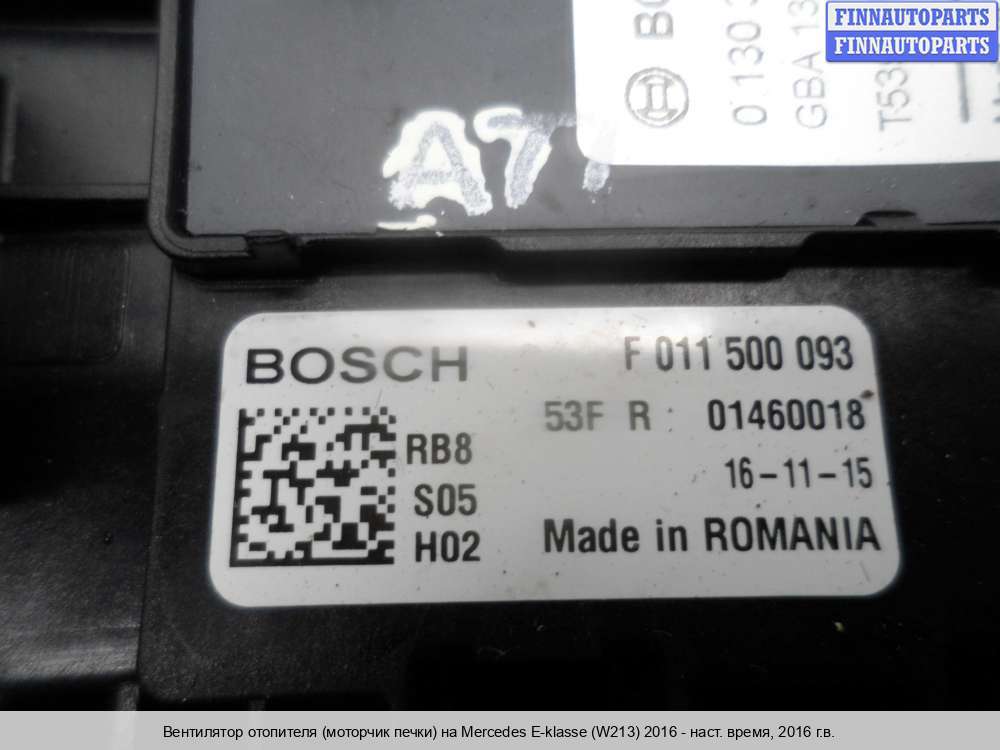 FINNAUTOPARTS
FINNAUTOPARTS
0 130
GBA 13
A9
BOSCH
F 011 500 093
53F R 01460018
RB8
16-11-15
S05
H02
Made in ROMANIA
Вентилятор отопителя (моторчик печки) на Mercedes E-klasse (W213) 2016 - наст. время, 2016 г.в.